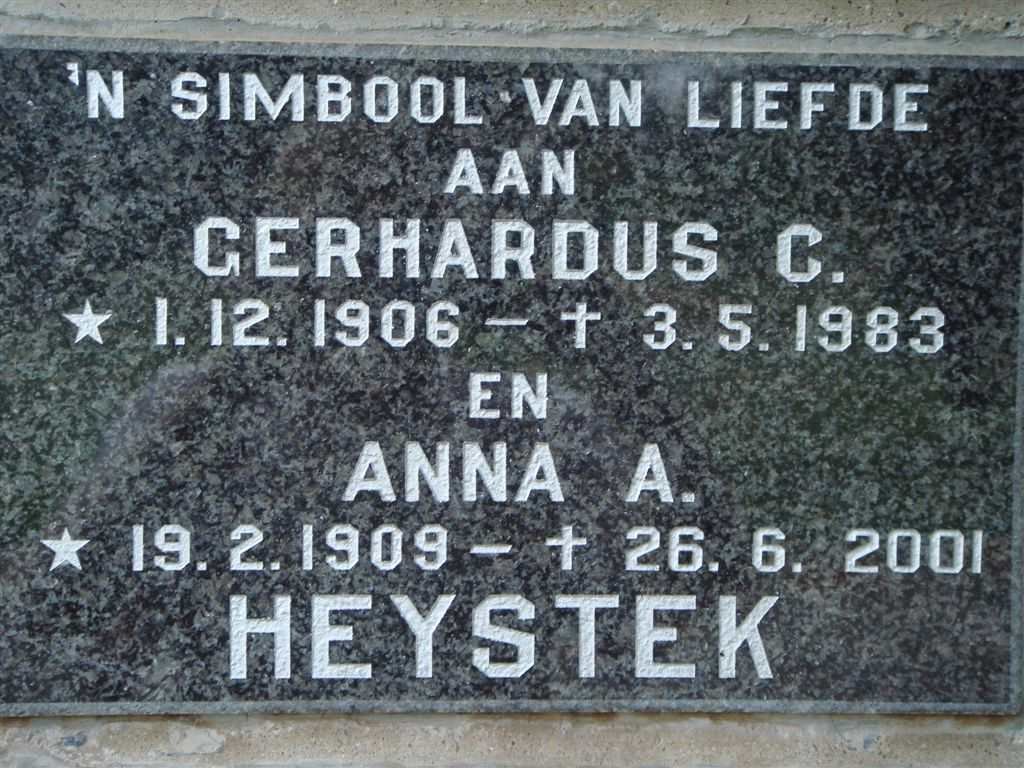 'N SIMBOOL VAN LIEFDE
AAN
GERHARDUS C.
★ 1.12.1906 – † 3.5.1983
EN
ANNA A.
★ 19.2.1909 – † 26.6.2001
HEYSTEK